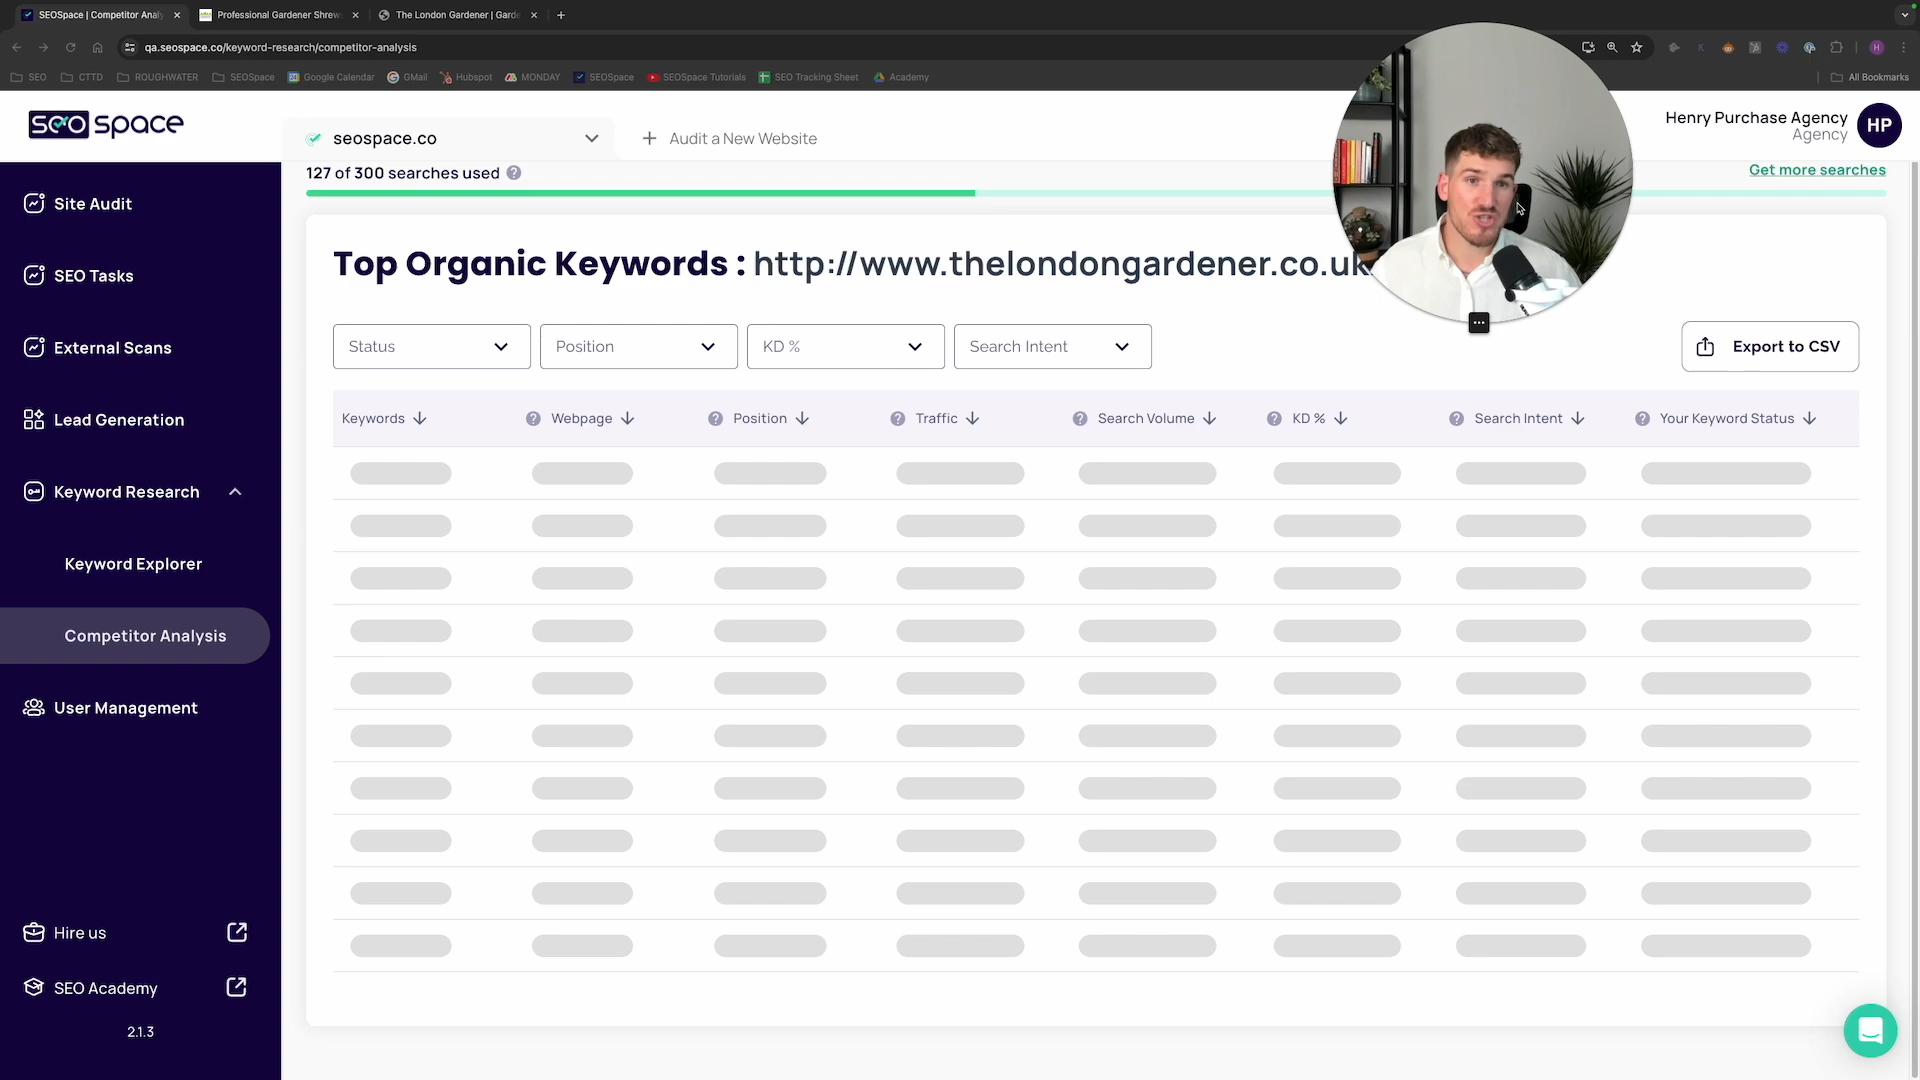 SEOSpace | Competitor Analy
Professional Gardener Shrew
The London Gardener | Garde
qa.seospace.co/keyword-research/competitor-analysis
H
SEO
CTTD
ROUGHWATER
SEOSpace
Google Calendar
GMail
Hubspot
MONDAY
SEOSpace
SEOSpace Tutorials
SEO Tracking Sheet
Academy
All Bookmarks
seo space
seospace.co
Audit a New Website
Henry Purchase Agency
Agency
HP
127 of 300 searches used
Get more searches
Site Audit
SEO Tasks
External Scans
Lead Generation
Keyword Research
Keyword Explorer
Competitor Analysis
User Management
Hire us
SEO Academy
2.1.3
Top Organic Keywords : http://www.thelondongardener.co.uk
Status
Position
KD %
Search Intent
Export to CSV
Keywords
Webpage
Position
Traffic
Search Volume
KD %
Search Intent
Your Keyword Status